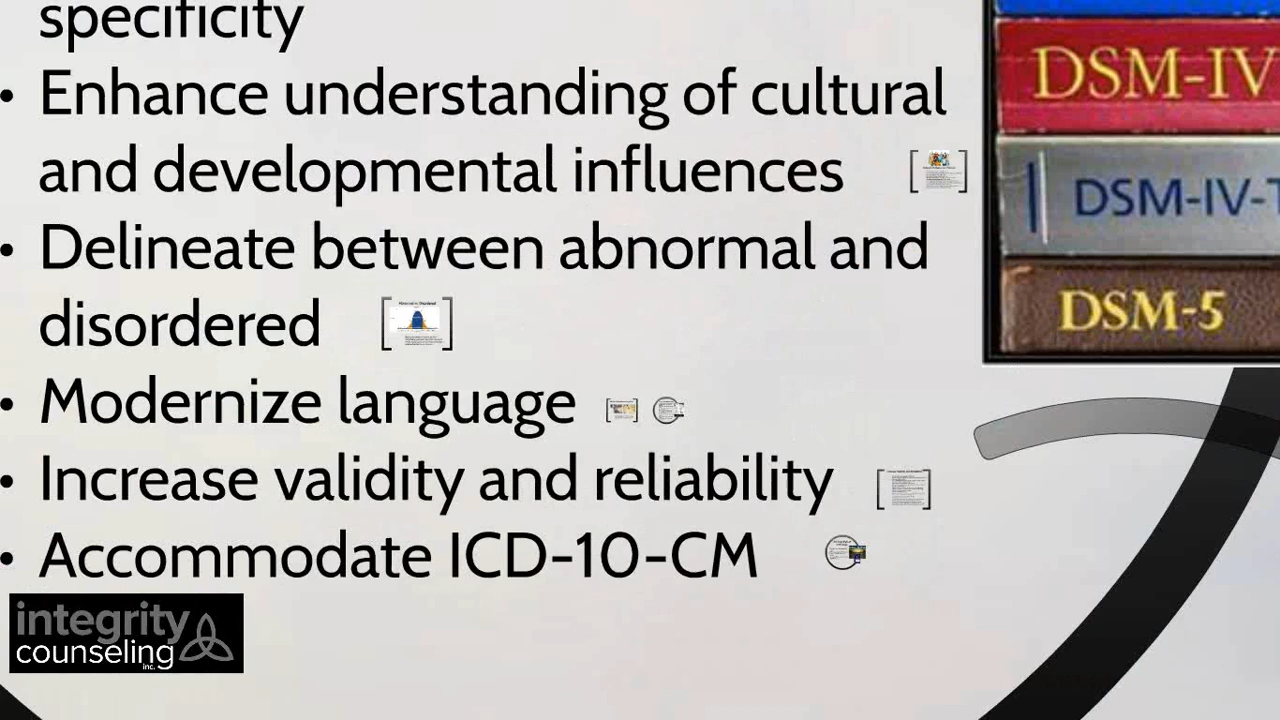 specificity
• Enhance understanding of cultural
and developmental influences
• Delineate between abnormal and
disordered
• Modernize language
• Increase validity and reliability
• Accommodate ICD-10-CM
DSM-IV
DSM-IV-T
DSM-5
integrity
counseling
inc.